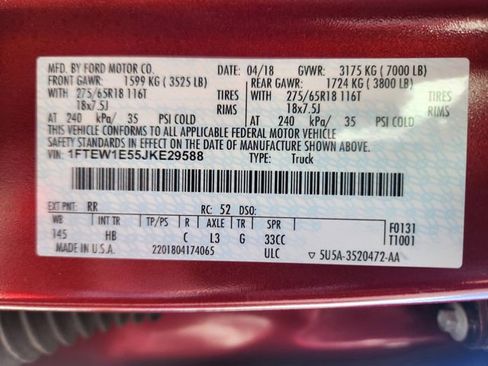 MFD. BY FORD MOTOR CO. DATE: 04/18 GVWR: 3175 KG (7000 LB)
FRONT GAWR: 1599 KG (3525 LB) REAR GAWR: 1724 KG (3800 LB)
WITH 275/65R18 116T TIRES WITH 275/65R18 116T TIRES
18x7.5J RIMS 18x7.5J RIMS
AT 240 kPa/ 35 PSI COLD AT 240 kPa/ 35 PSI COLD
THIS VEHICLE CONFORMS TO ALL APPLICABLE FEDERAL MOTOR VEHICLE
SAFETY STANDARDS IN EFFECT ON THE DATE OF MANUFACTURE SHOWN ABOVE.
VIN: 1FTEW1E55JKE29588 TYPE: Truck
EXT PNT: RR RC: 52 DSO: F0131
WB INT TR TP/PS R AXLE TR SPR T1001
145 HB C L3 G 33CC
MADE IN U.S.A. 2201804174065 ULC ▽ 5U5A-3520472-AA